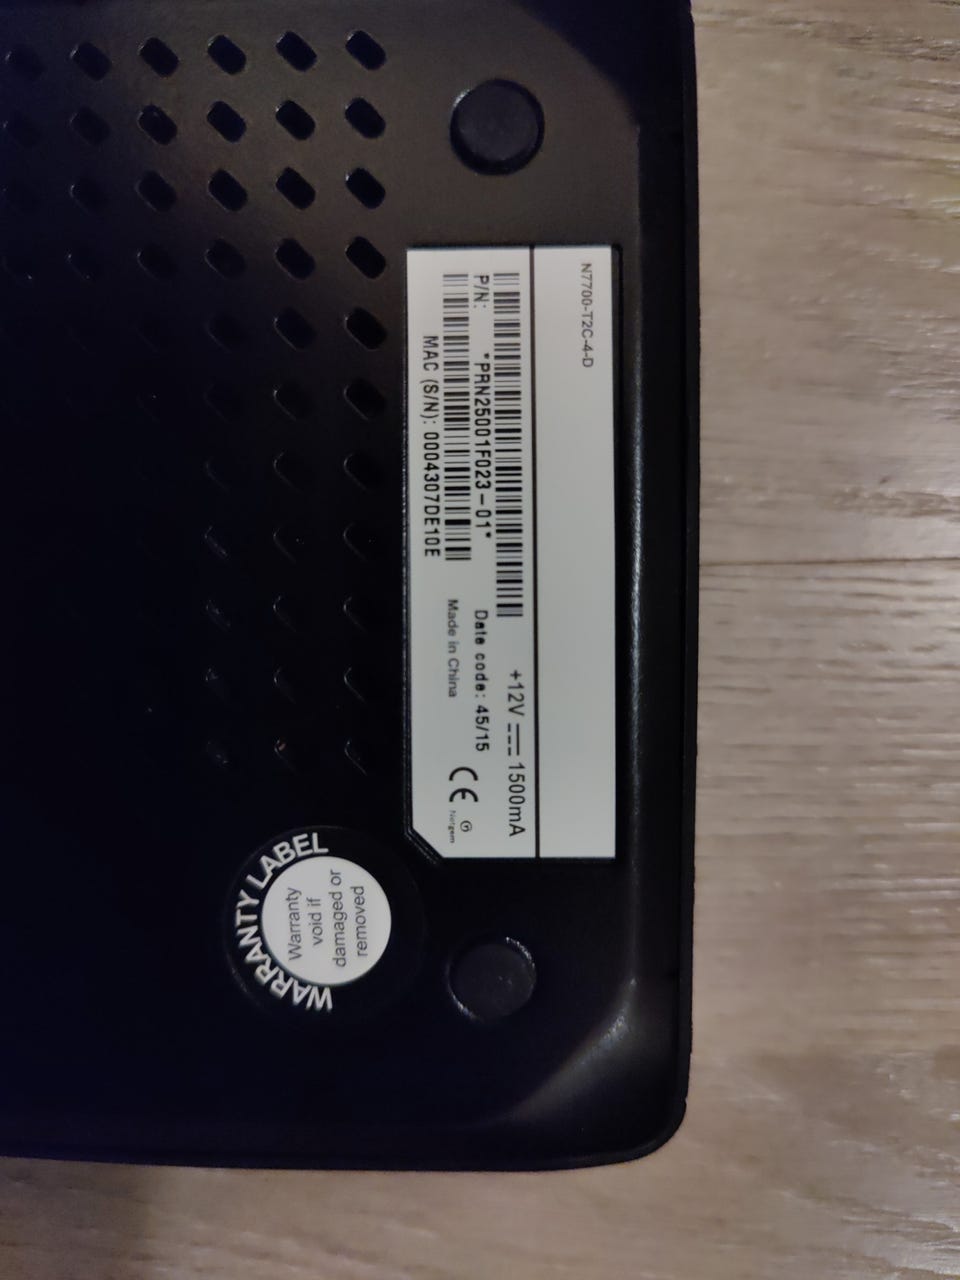 N7700-T2C-4-D
+12V ⎓ 1500mA
P/N: *PRN25001F023-01* Date code: 45/15
Made in China
MAC (S/N): 0004307DE10E
CE
Netgem
WARRANTY LABEL
Warranty
void if
damaged or
removed